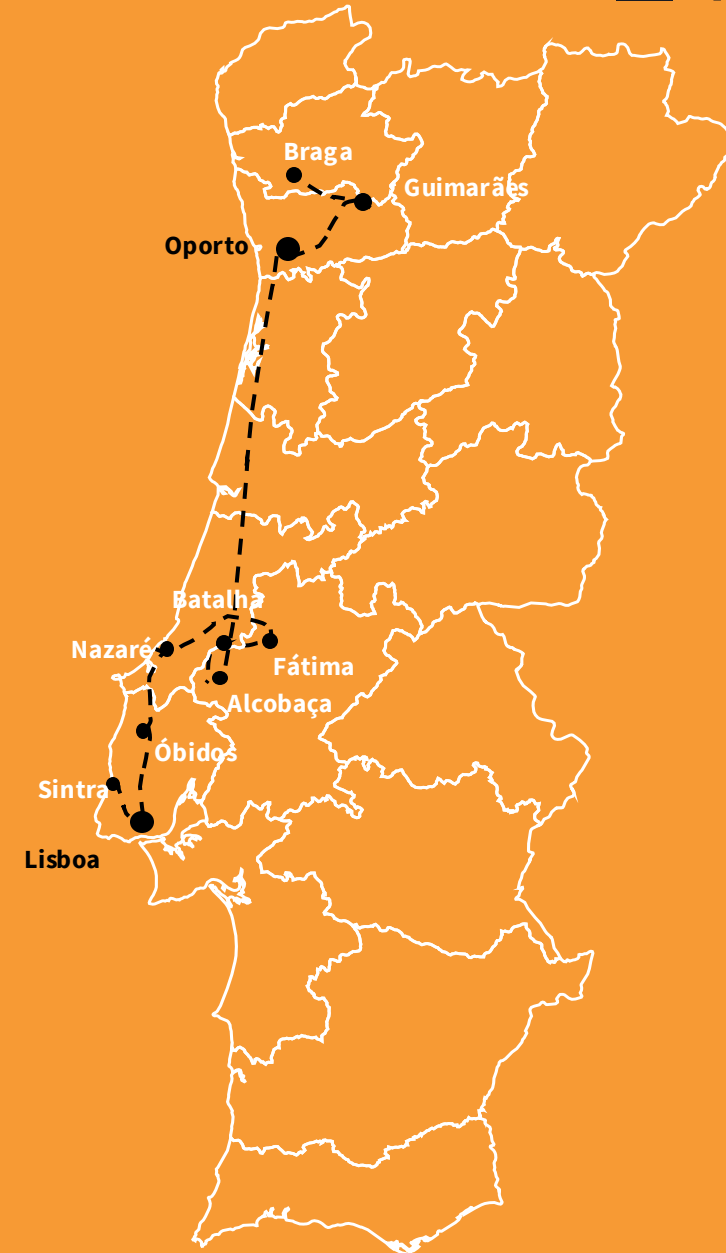 Braga
Guimarães
Oporto
Batalha
Nazaré
Fátima
Alcobaça
Óbidos
Sintra
Lisboa